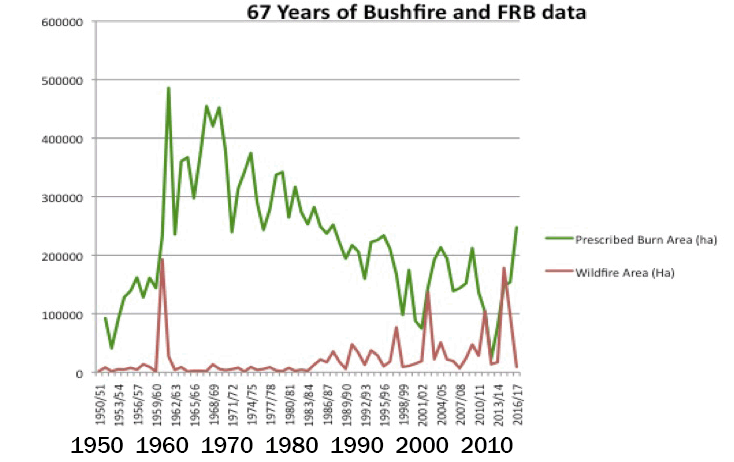 67 Years of Bushfire and FRB data
600000
500000
400000
300000
200000
100000
0
Prescribed Burn Area (ha)
Wildfire Area (Ha)
1950/51 1953/54 1956/57 1959/60 1962/63 1965/66 1968/69 1971/72 1974/75 1977/78 1980/81 1983/84 1986/87 1989/90 1992/93 1995/96 1998/99 2001/02 2004/05 2007/08 2010/11 2013/14 2016/17
1950 1960 1970 1980 1990 2000 2010